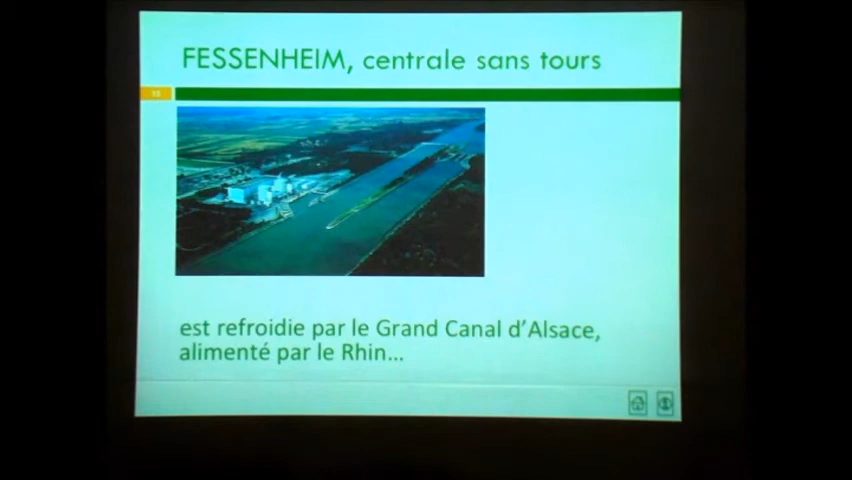 FESSENHEIM, centrale sans tours
est refroidie par le Grand Canal d'Alsace,
alimenté par le Rhin...